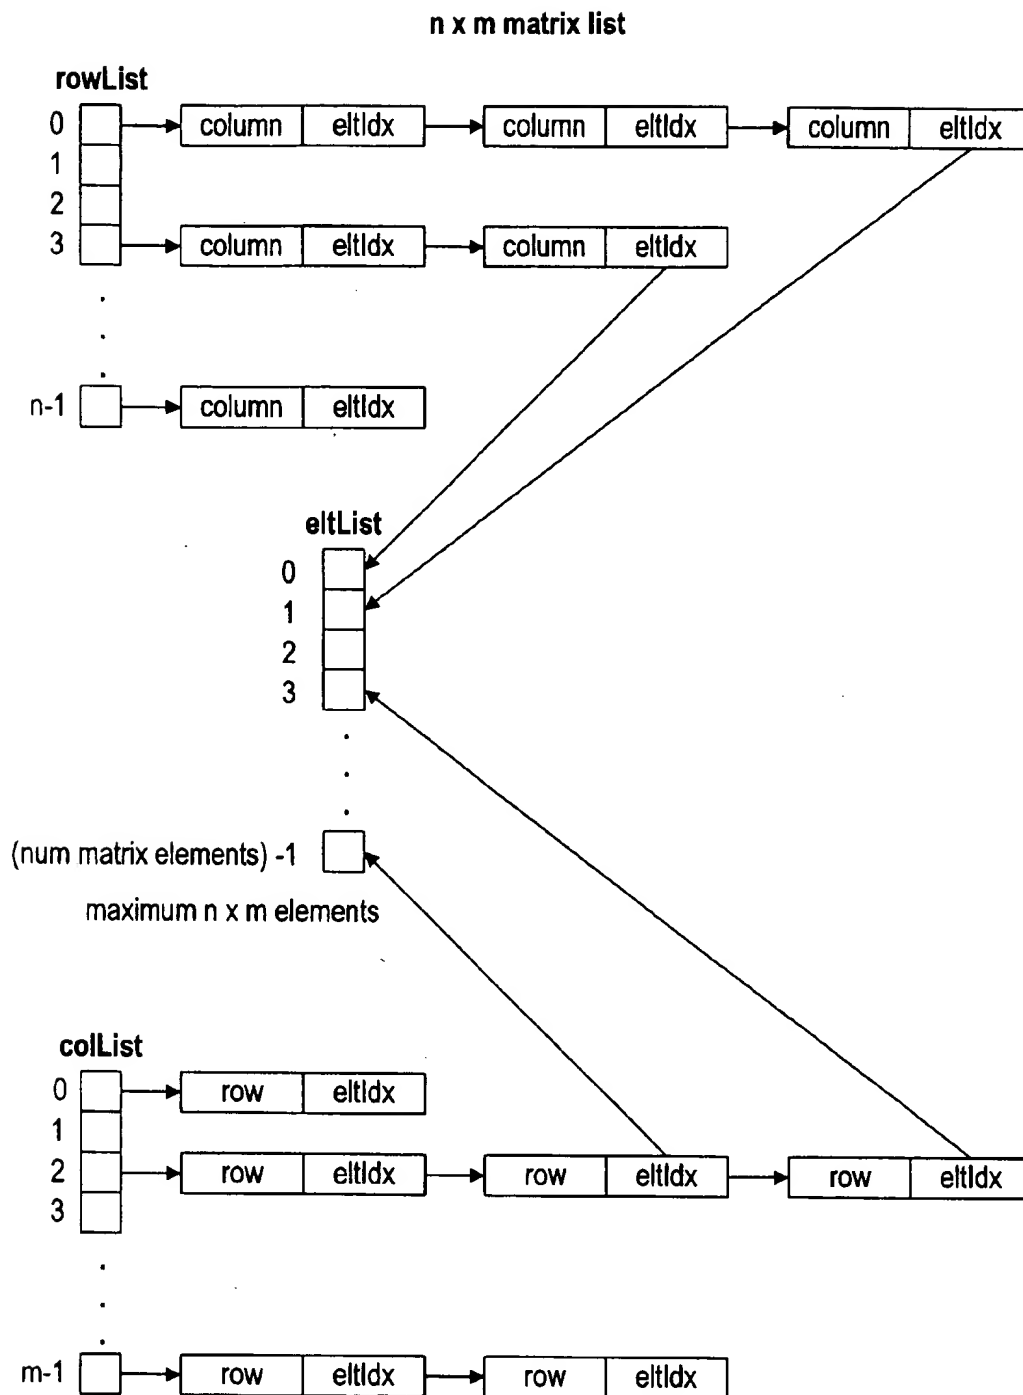 n x m matrix list
rowList
0 column eltIdx column eltIdx column eltIdx
1
2
3 column eltIdx column eltIdx
n-1 column eltIdx
eltList
0
1
2
3
(num matrix elements) -1
maximum n x m elements
colList
0 row eltIdx
1
2 row eltIdx row eltIdx row eltIdx
3
m-1 row eltIdx row eltIdx